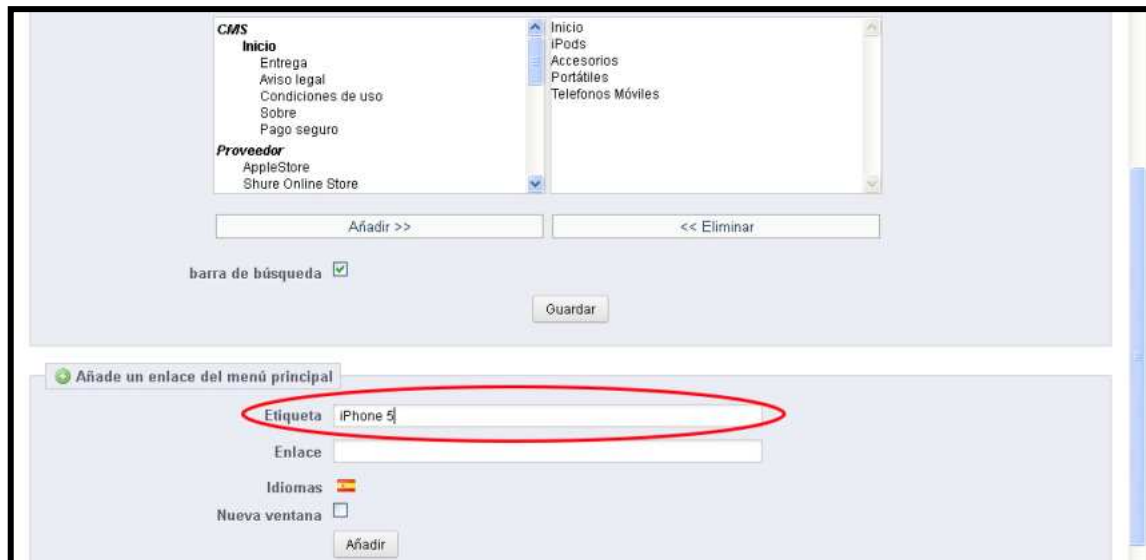 CMS
Inicio
Entrega
Aviso legal
Condiciones de uso
Sobre
Pago seguro
Proveedor
AppleStore
Shure Online Store
Inicio
iPods
Accesorios
Portátiles
Telefonos Móviles
Añadir >>
<< Eliminar
barra de búsqueda
Guardar
Añade un enlace del menú principal
Etiqueta iPhone 5
Enlace
Idiomas
Nueva ventana
Añadir